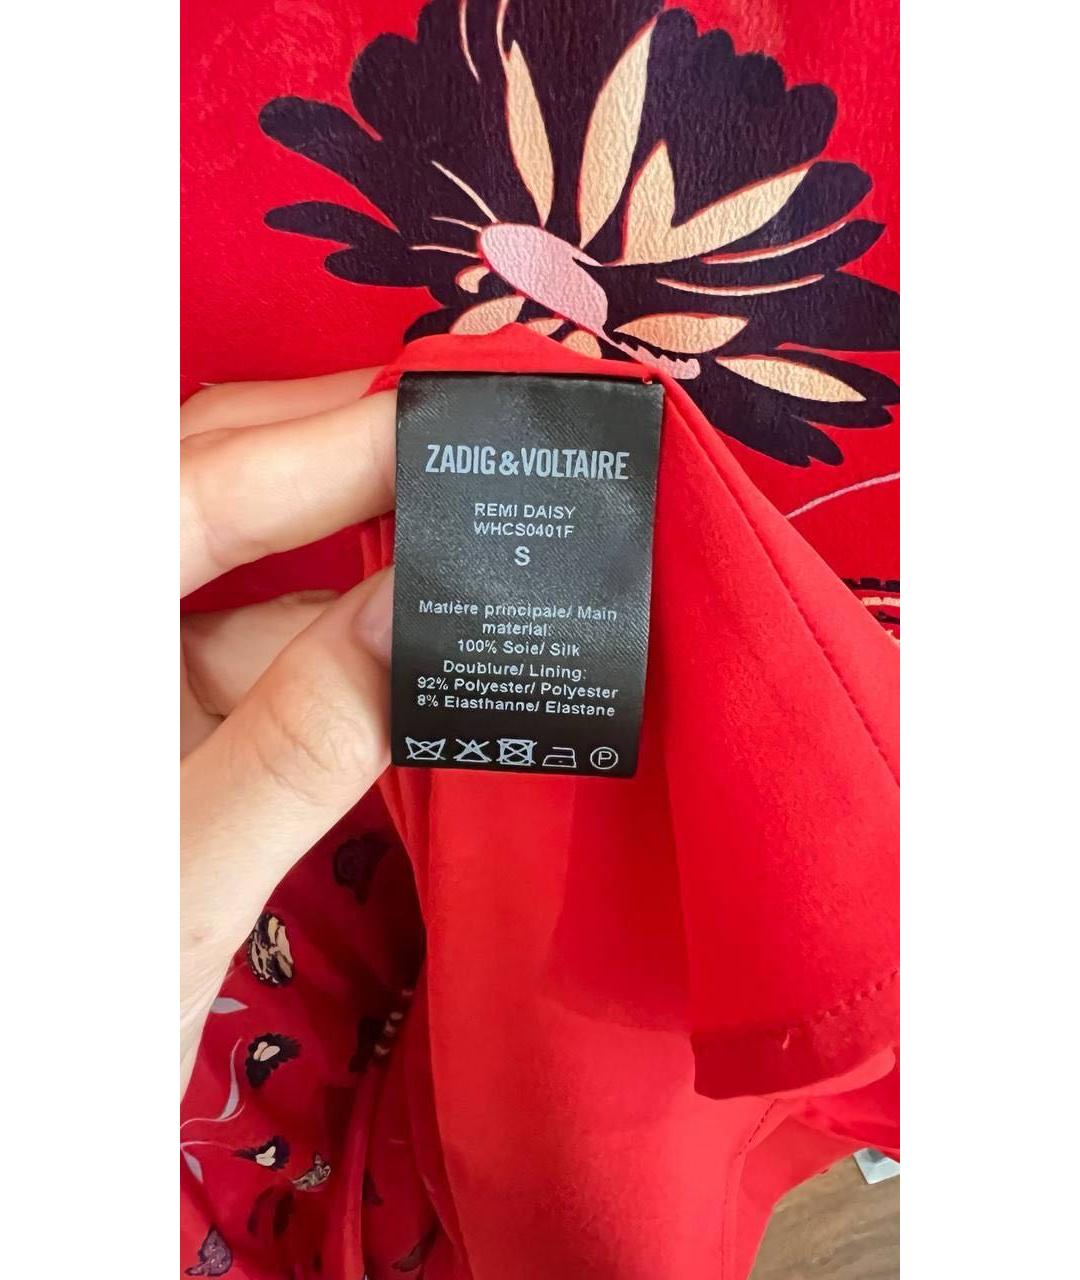 ZADIG&VOLTAIRE
REMI DAISY
WHCS0401F
S
Matière principale/ Main
material:
100% Soie/ Silk
Doublure/ Lining:
92% Polyester/ Polyester
8% Elasthanne/ Elastane
P